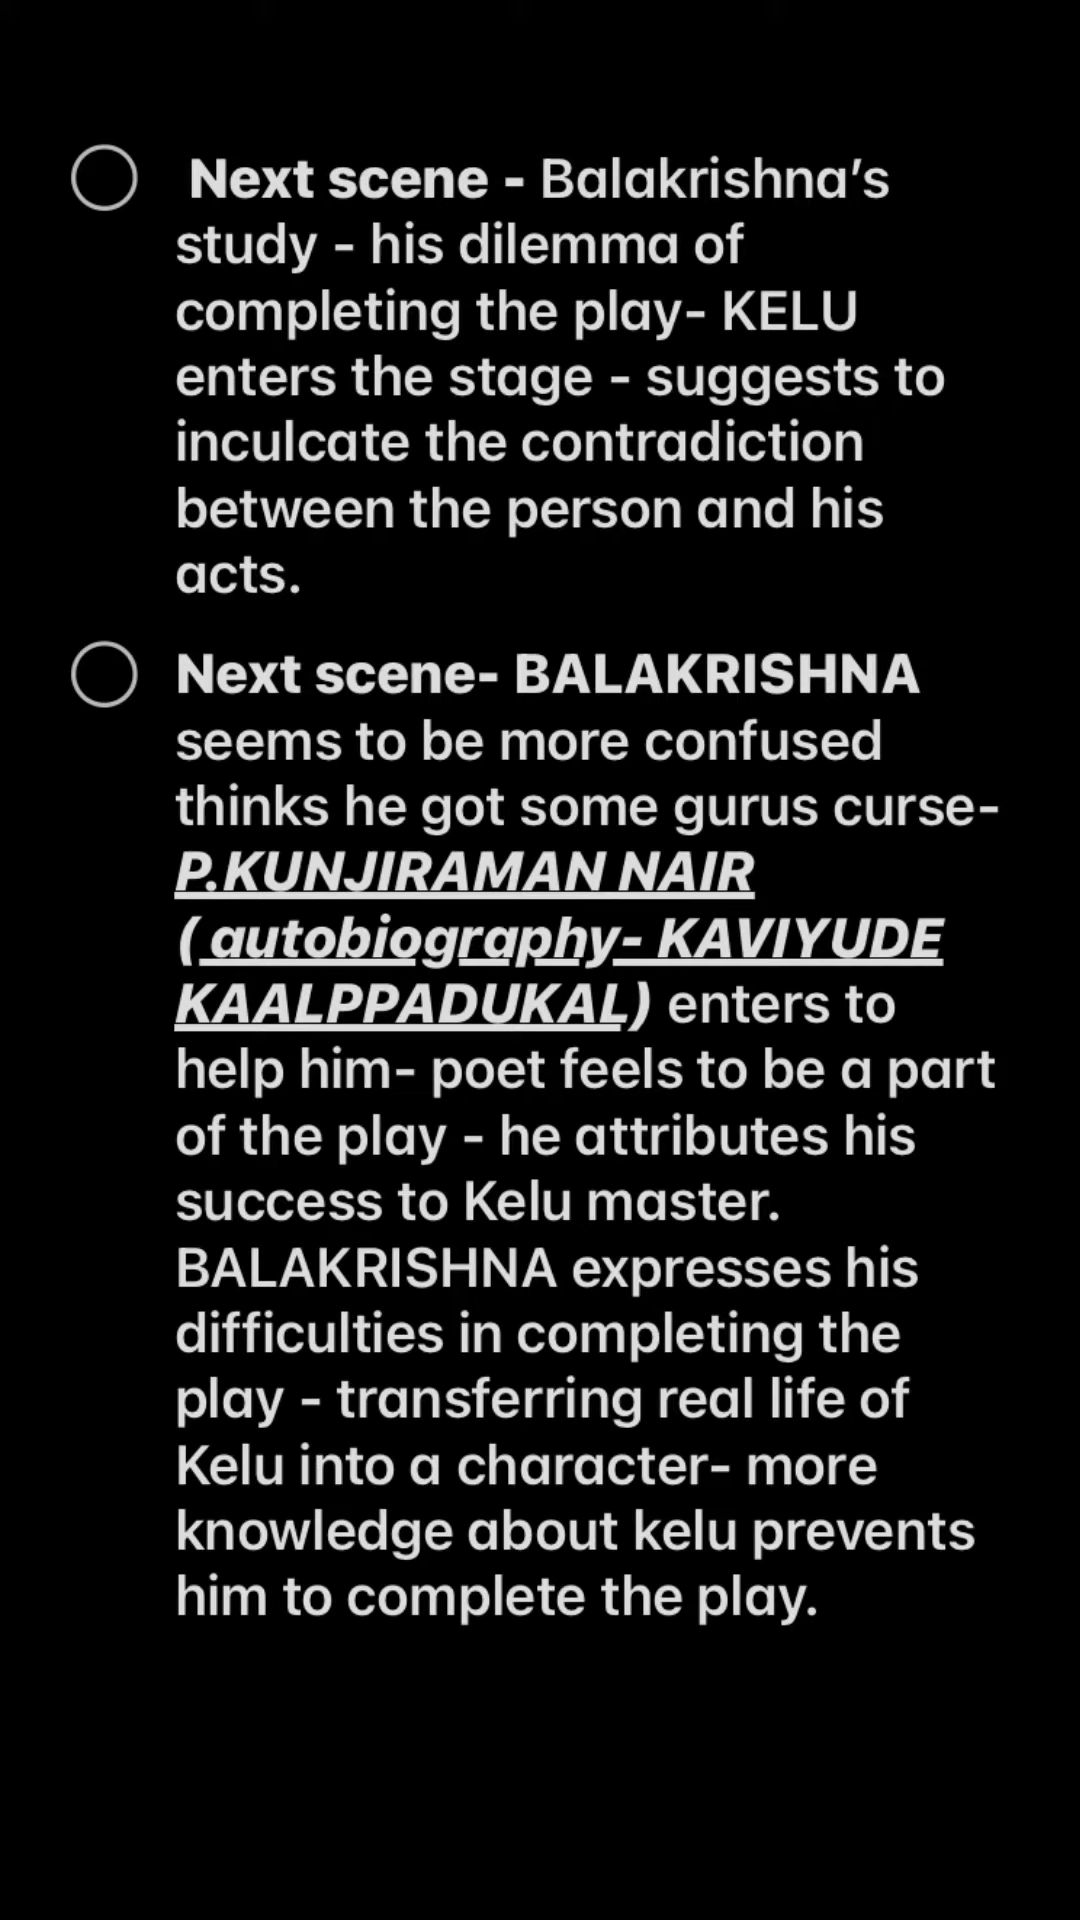 Next scene - Balakrishna’s
study - his dilemma of
completing the play- KELU
enters the stage - suggests to
inculcate the contradiction
between the person and his
acts.
Next scene- BALAKRISHNA
seems to be more confused
thinks he got some gurus curse-
P.KUNJIRAMAN NAIR
( autobiography- KAVIYUDE
KAALPPADUKAL) enters to
help him- poet feels to be a part
of the play - he attributes his
success to Kelu master.
BALAKRISHNA expresses his
difficulties in completing the
play - transferring real life of
Kelu into a character- more
knowledge about kelu prevents
him to complete the play.